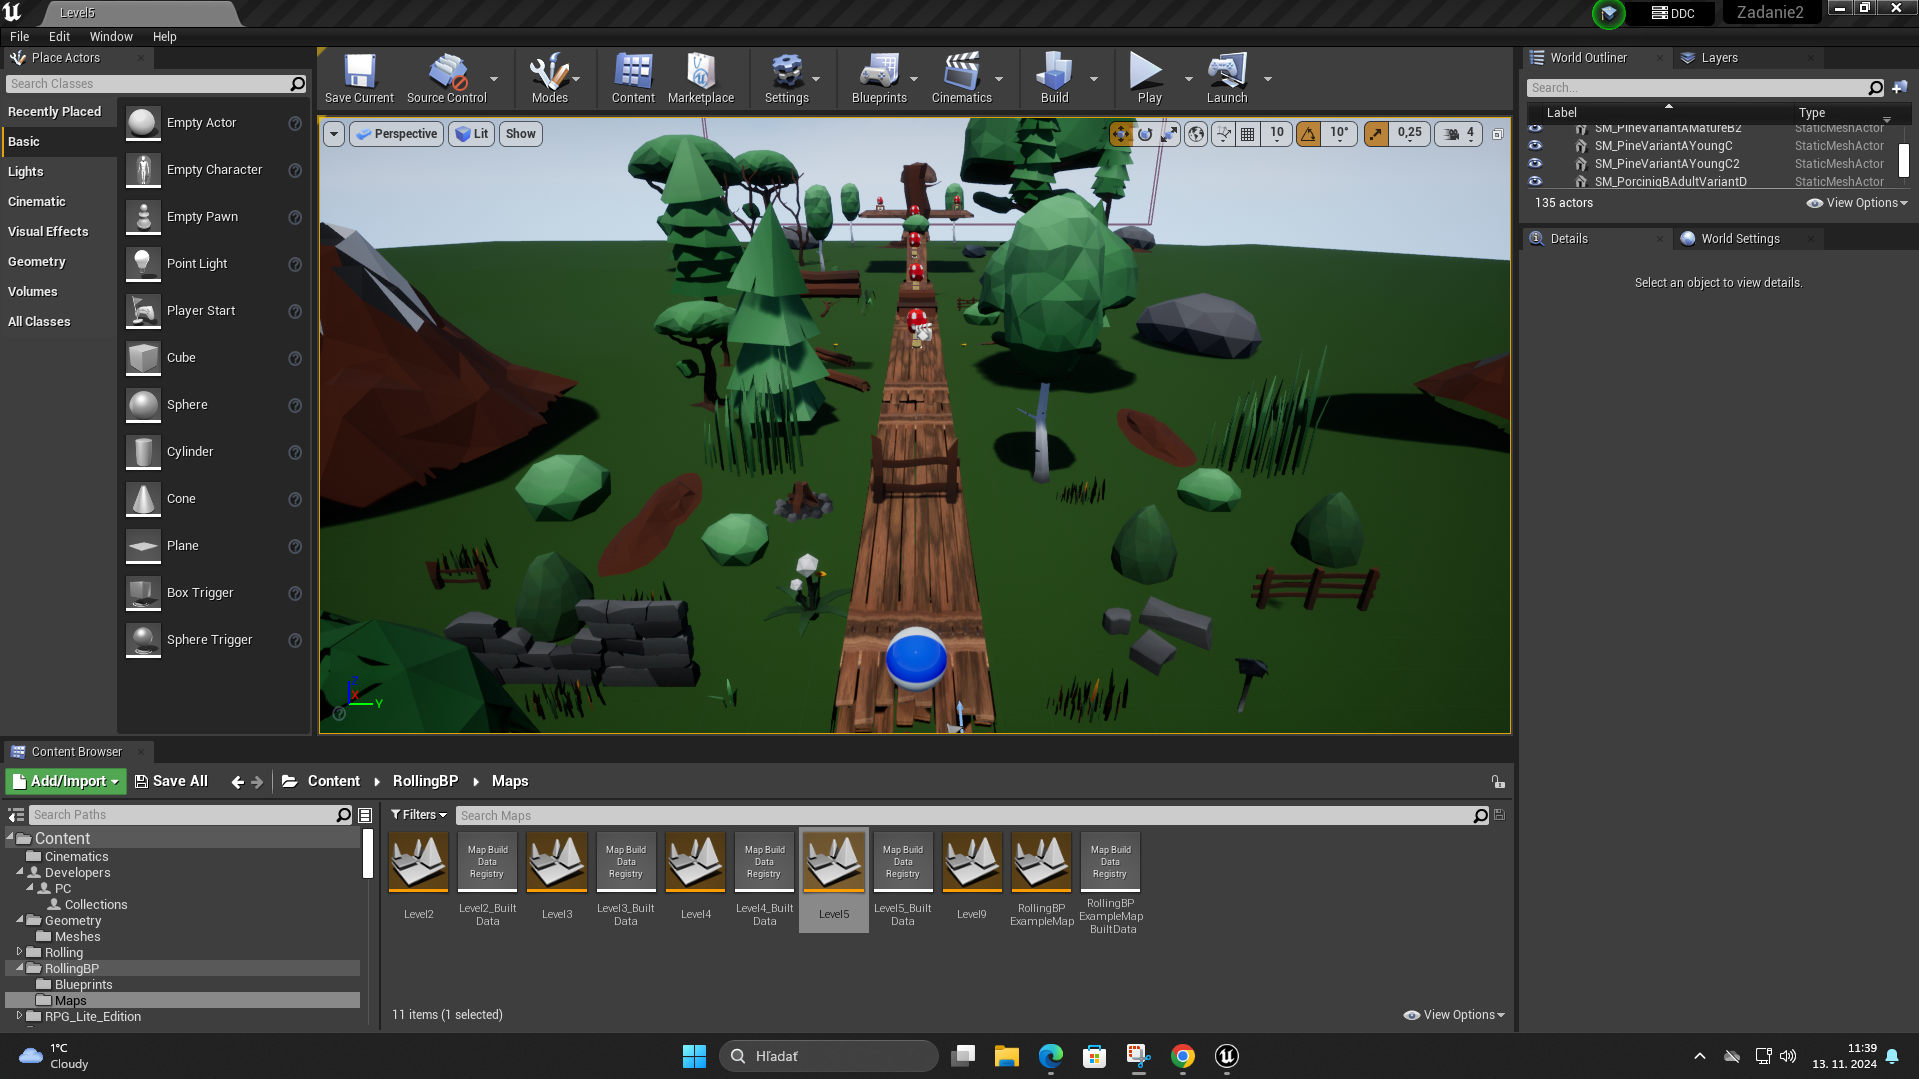 Level5
DDC
Zadanie2
File Edit Window Help
Place Actors
Search Classes
Recently Placed
Basic
Lights
Cinematic
Visual Effects
Geometry
Volumes
All Classes
Empty Actor
Empty Character
Empty Pawn
Point Light
Player Start
Cube
Sphere
Cylinder
Cone
Plane
Box Trigger
Sphere Trigger
Save Current
Source Control
Modes
Content
Marketplace
Settings
Blueprints
Cinematics
Build
Play
Launch
Perspective
Lit
Show
10
10°
0,25
4
Z
X
Y
World Outliner
Layers
Search...
Label
Type
SM_PineVariantAMatureB2 StaticMeshActor
SM_PineVariantAYoungC StaticMeshActor
SM_PineVariantAYoungC2 StaticMeshActor
SM_PorciniqBAdultVariantD StaticMeshActor
135 actors
View Options
Details
World Settings
Select an object to view details.
Content Browser
Add/Import
Save All
Content
RollingBP
Maps
Search Paths
Content
Cinematics
Developers
PC
Collections
Geometry
Meshes
Rolling
RollingBP
Blueprints
Maps
RPG_Lite_Edition
Filters
Search Maps
Level2
Map Build
Data
Registry
Level2_Built
Data
Level3
Map Build
Data
Registry
Level3_Built
Data
Level4
Map Build
Data
Registry
Level4_Built
Data
Level5
Map Build
Data
Registry
Level5_Built
Data
Level9
RollingBP
ExampleMap
Map Build
Data
Registry
RollingBP
ExampleMap
BuiltData
11 items (1 selected)
View Options
1°C
Cloudy
Hľadať
11:39
13. 11. 2024